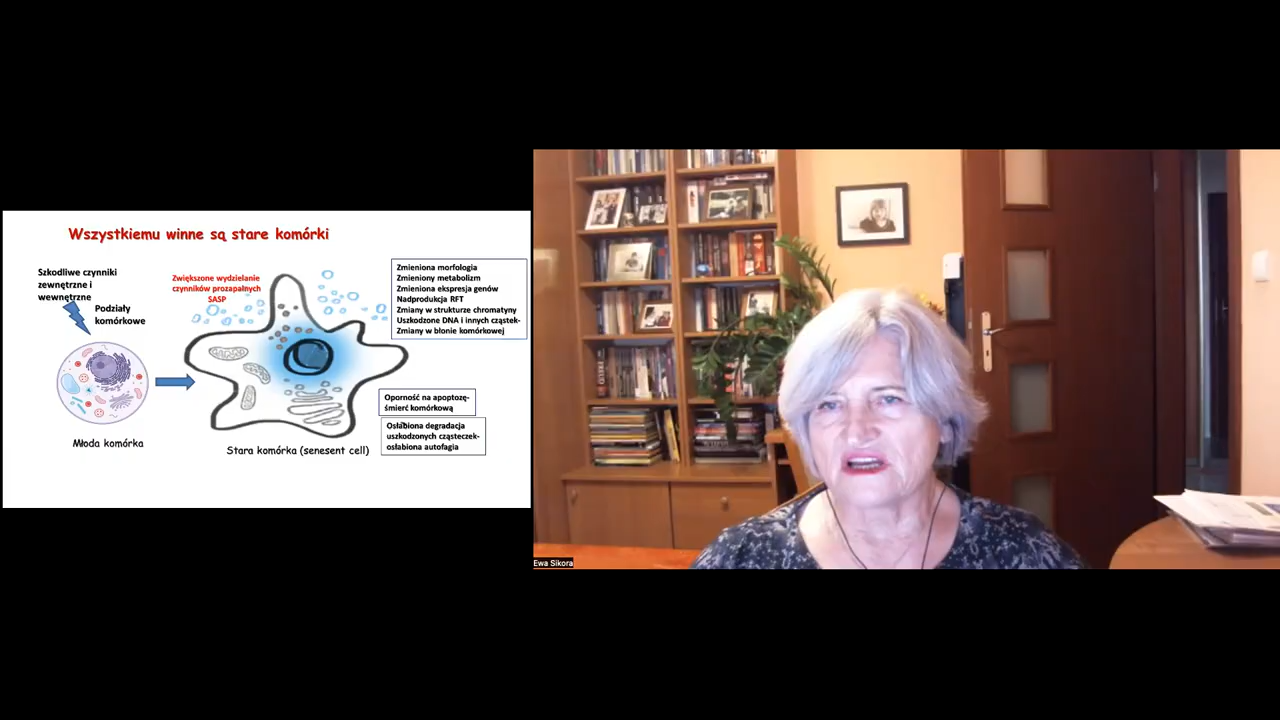 Wszystkiemu winne są stare komórki
Szkodliwe czynniki
zewnętrzne i
wewnętrzne
Podziały
komórkowe
Młoda komórka
Zwiększone wydzielanie
czynników prozapalnych
SASP
Stara komórka (senesent cell)
Zmieniona morfologia
Zmieniony metabolizm
Zmieniona ekspresja genów
Nadprodukcja RFT
Zmiany w strukturze chromatyny
Uszkodzone DNA i innych cząstek-
Zmiany w błonie komórkowej
Oporność na apoptozę-
śmierć komórkową
Osłabiona degradacja
uszkodzonych cząsteczek-
osłabiona autofagia
Ewa Sikora